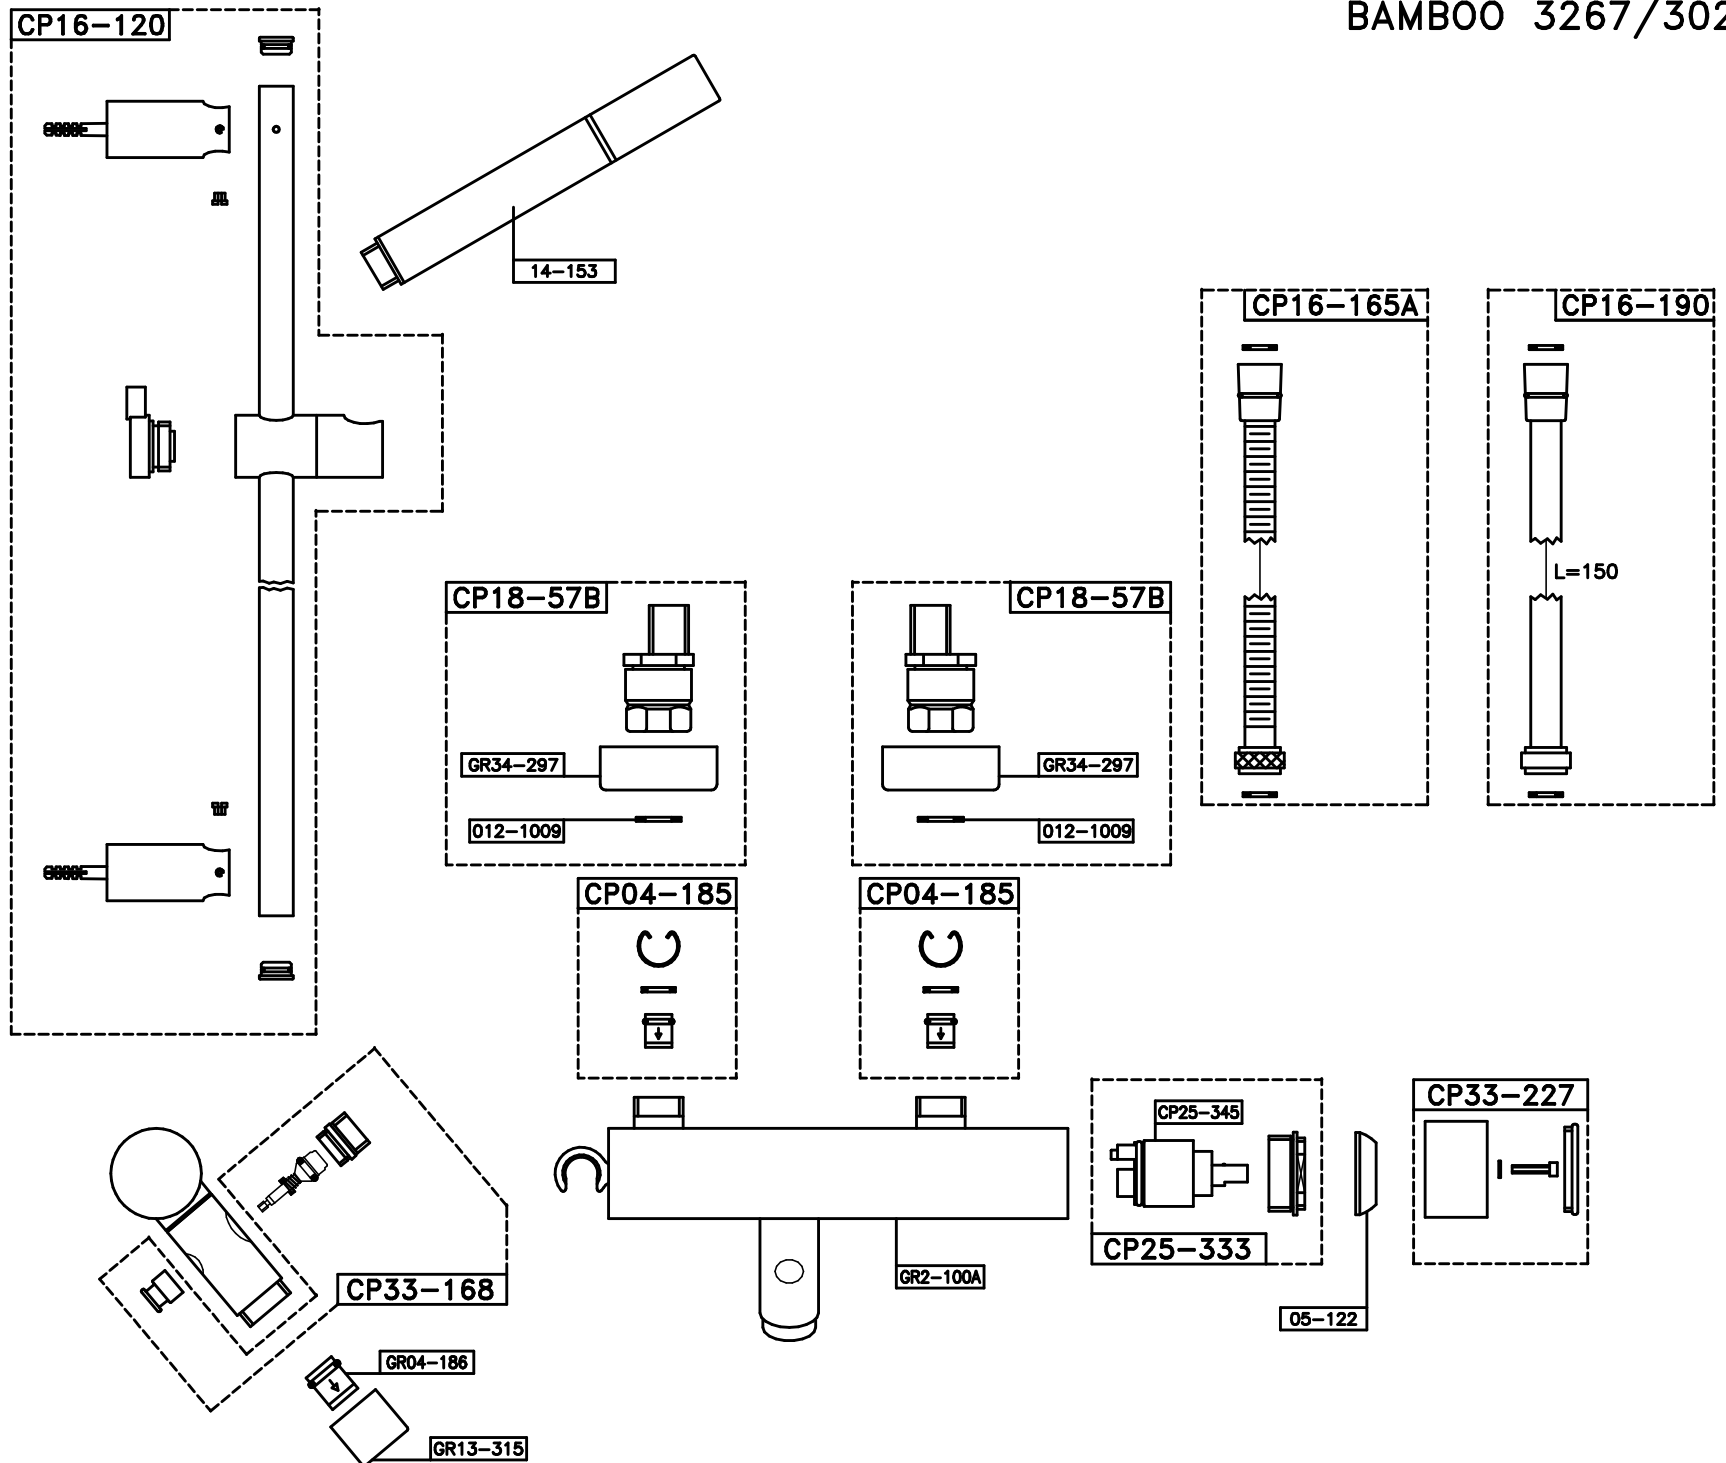 BAMBOO 3267/302
CP16-120
14-153
CP16-165A
CP16-190
L=150
CP18-57B
CP18-57B
GR34-297
GR34-297
012-1009
012-1009
CP04-185
CP04-185
CP33-227
CP25-345
CP25-333
GR2-100A
CP33-168
05-122
GR04-186
GR13-315